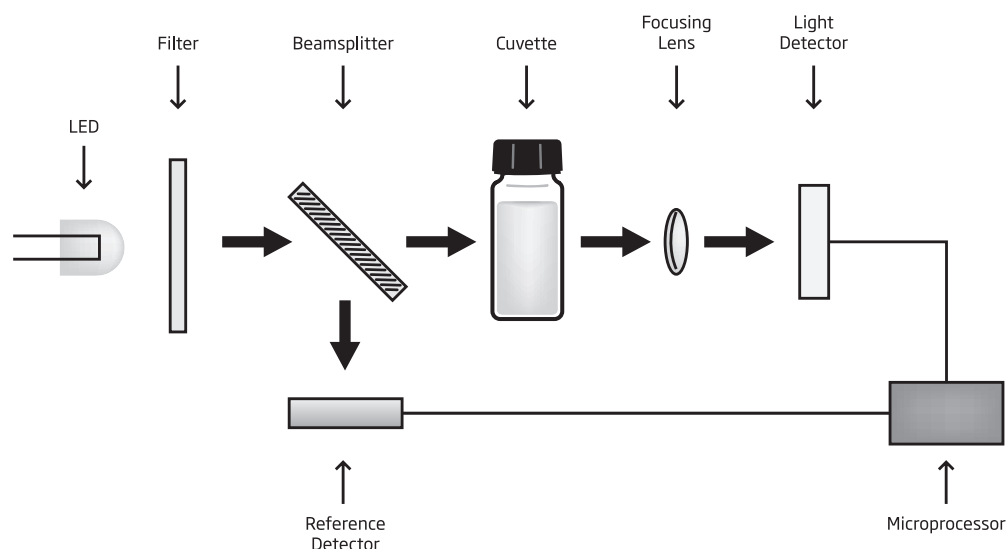 Filter
Beamsplitter
Cuvette
Focusing
Lens
Light
Detector
LED
Reference
Detector
Microprocessor